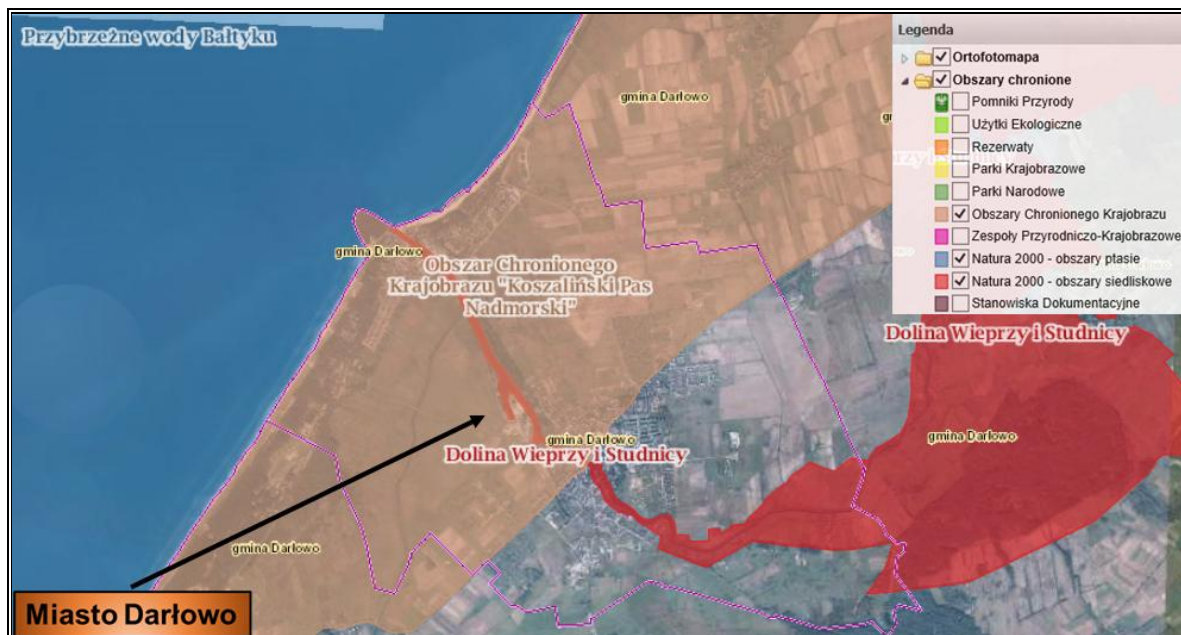 Przybrzeżne wody Bałtyku
gmina Darłowo
gmina Darłowo
Obszar Chronionego
Krajobrazu "Koszaliński Pas
Nadmorski"
gmina Darłowo
Dolina Wieprzy i Studnicy
gmina Darłowo
Miasto Darłowo
Legenda
Ortofotomapa
Obszary chronione
Pomniki Przyrody
Użytki Ekologiczne
Rezerwaty
Parki Krajobrazowe
Parki Narodowe
Obszary Chronionego Krajobrazu
Zespoły Przyrodniczo-Krajobrazowe
Natura 2000 - obszary ptasie
Natura 2000 - obszary siedliskowe
Stanowiska Dokumentacyjne
Dolina Wieprzy i Studnicy
gmina Darłowo